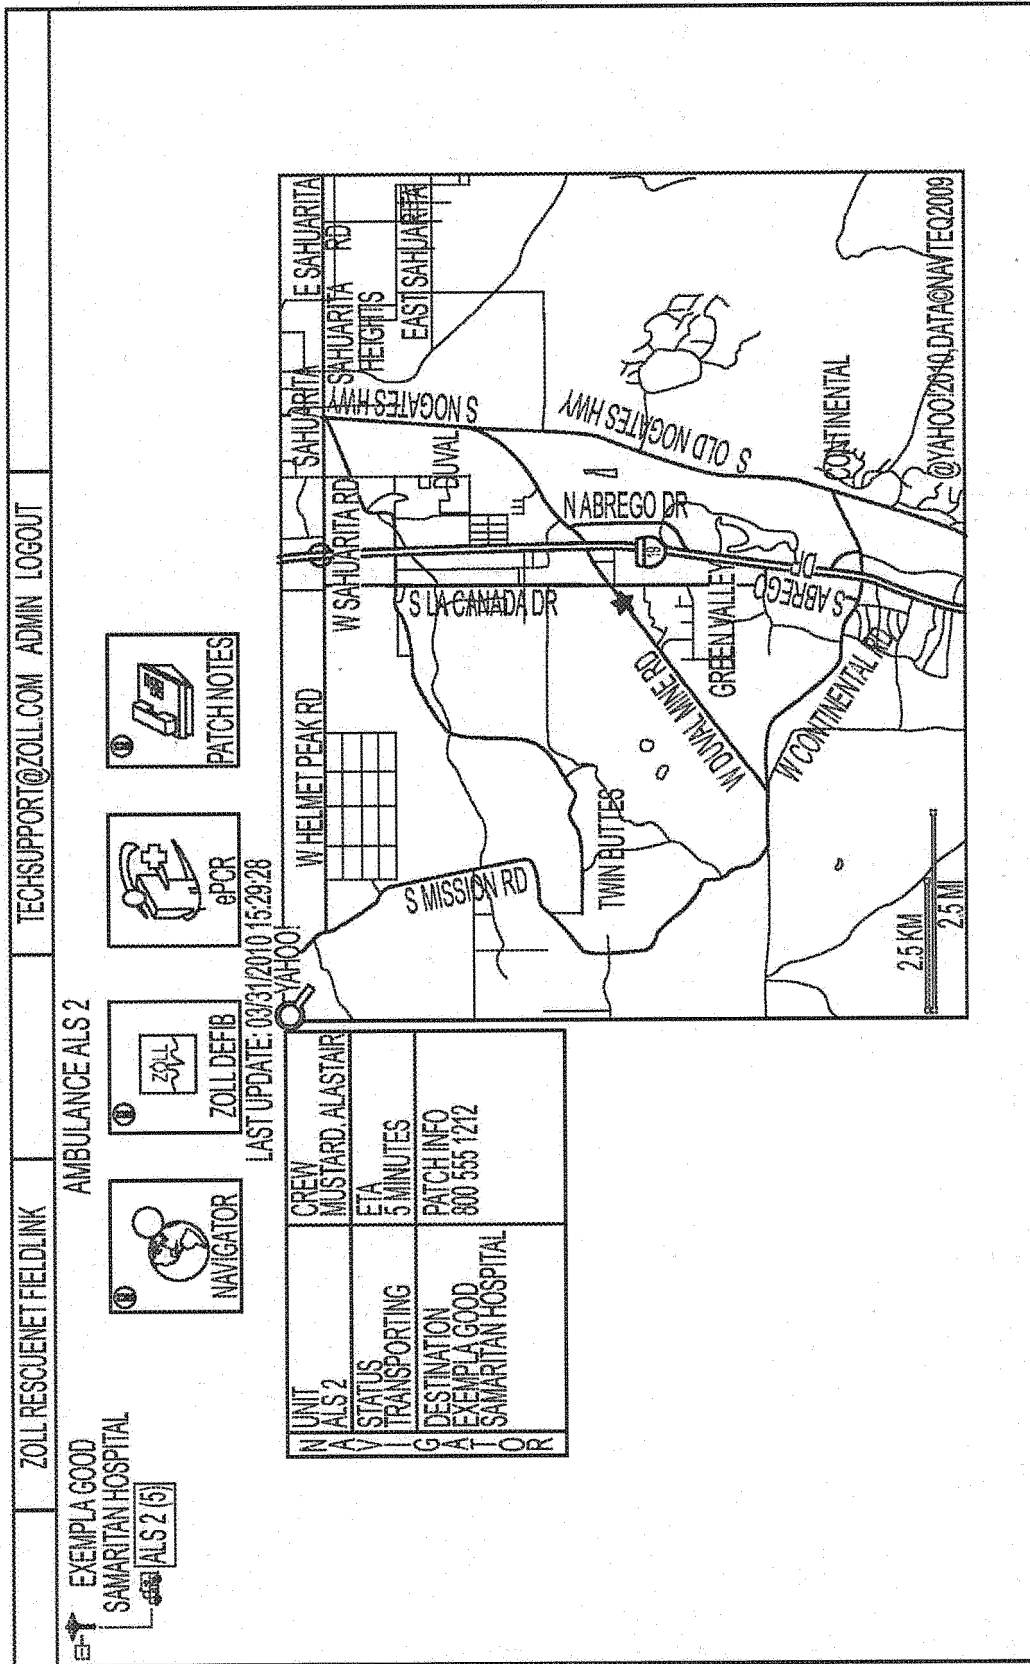 ZOLL RESCUENET FIELDLINK
TECHSUPPORT@ZOLL.COM ADMIN LOGOUT
EXEMPLA GOOD
SAMARITAN HOSPITAL
ALS 2 (5)
AMBULANCE ALS 2
NAVIGATOR
ZOLL
ZOLL DEFIB
ePCR
PATCH NOTES
LAST UPDATE: 03/31/2010 15:29:28
NAVIGATOR
UNIT
ALS 2
CREW
MUSTARD. ALASTAIR
STATUS
TRANSPORTING
ETA
5 MINUTES
DESTINATION
EXEMPLA GOOD
SAMARITAN HOSPITAL
PATCH INFO
800 555 1212
YAHOO!
W HELMET PEAK RD
SAHUARITA
E SAHUARITA
RD
W SAHUARITA RD
SAHUARITA
HEIGHTS
EAST SAHUARITA
S NOGATES HWY
DUVAL
S LA CANADA DR
S MISSION RD
N ABREGO DR
S OLD NOGATES HWY
19
TWIN BUTTES
W DUVAL MINE RD
GREEN VALLEY
S ABREGO
DR
W CONTINENTAL RD
CONTINENTAL
2.5 KM
2.5 MI
@YAHOO!2010,DATA©NAVTEQ2009